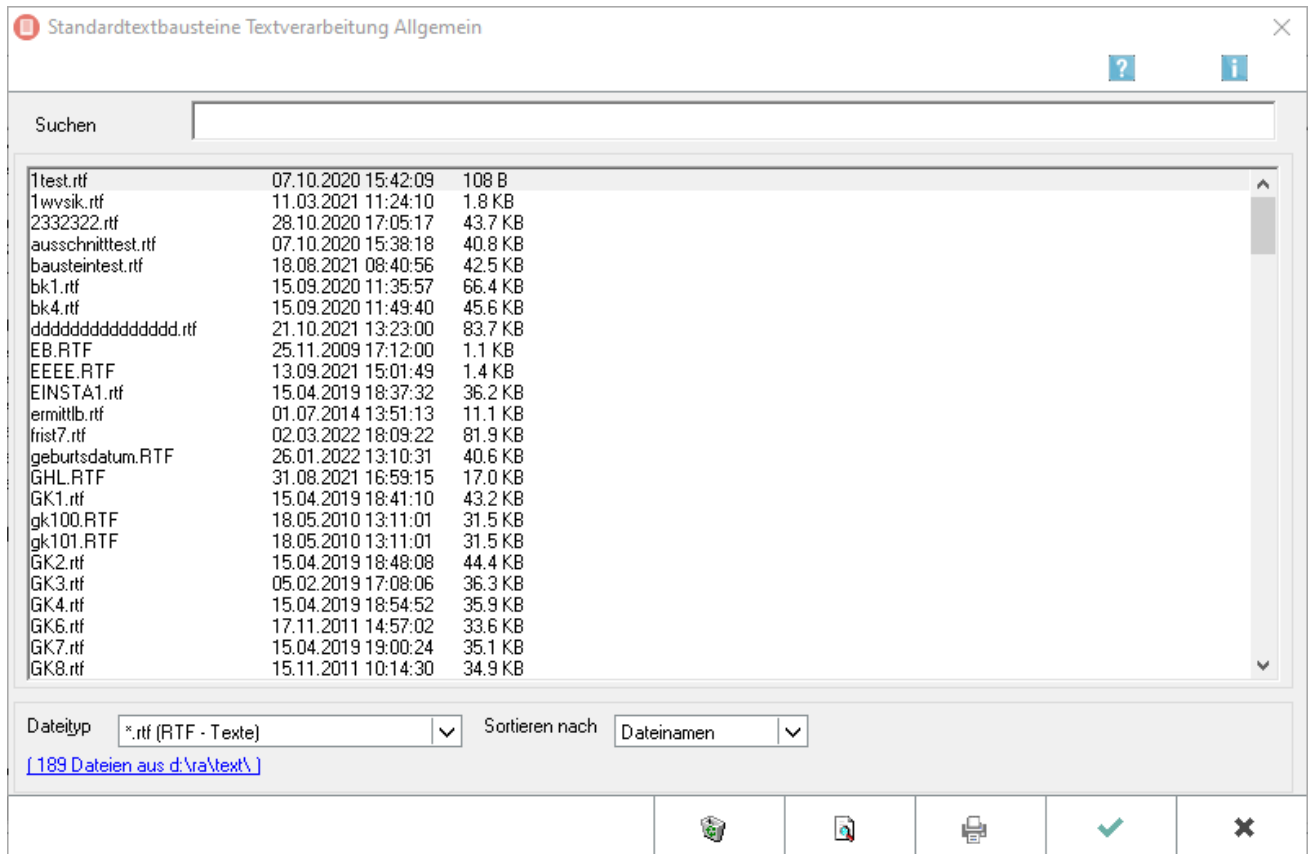 Standardtextbausteine Textverarbeitung Allgemein
? i
Suchen
1test.rtf 07.10.2020 15:42:09 108 B
1wvsik.rtf 11.03.2021 11:24:10 1.8 KB
2332322.rtf 28.10.2020 17:05:17 43.7 KB
ausschnitttest.rtf 07.10.2020 15:38:18 40.8 KB
bausteintest.rtf 18.08.2021 08:40:56 42.5 KB
bk1.rtf 15.09.2020 11:35:57 66.4 KB
bk4.rtf 15.09.2020 11:49:40 45.6 KB
ddddddddddddddd.rtf 21.10.2021 13:23:00 83.7 KB
EB.RTF 25.11.2009 17:12:00 1.1 KB
EEEE.RTF 13.09.2021 15:01:49 1.4 KB
EINSTA1.rtf 15.04.2019 18:37:32 36.2 KB
ermittlb.rtf 01.07.2014 13:51:13 11.1 KB
frist7.rtf 02.03.2022 18:09:22 81.9 KB
geburtsdatum.RTF 26.01.2022 13:10:31 40.6 KB
GHL.RTF 31.08.2021 16:59:15 17.0 KB
GK1.rtf 15.04.2019 18:41:10 43.2 KB
gk100.RTF 18.05.2010 13:11:01 31.5 KB
gk101.RTF 18.05.2010 13:11:01 31.5 KB
GK2.rtf 15.04.2019 18:48:08 44.4 KB
GK3.rtf 05.02.2019 17:08:06 36.3 KB
GK4.rtf 15.04.2019 18:54:52 35.9 KB
GK6.rtf 17.11.2011 14:57:02 33.6 KB
GK7.rtf 15.04.2019 19:00:24 35.1 KB
GK8.rtf 15.11.2011 10:14:30 34.9 KB
Dateityp *.rtf (RTF - Texte) Sortieren nach Dateinamen
( 189 Dateien aus d:\ra\text\ )